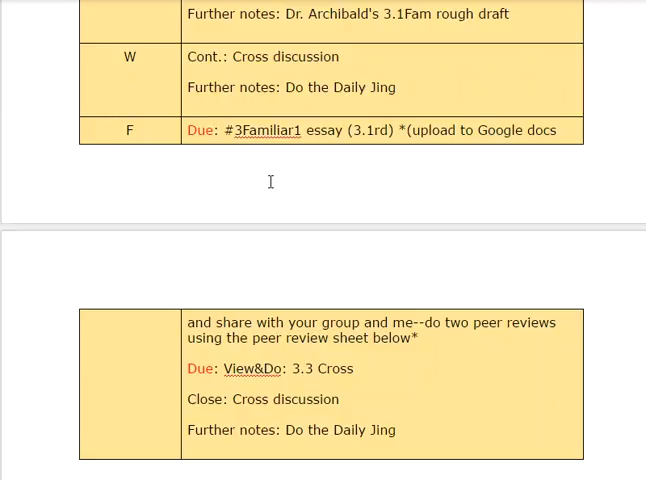 Further notes: Dr. Archibald's 3.1Fam rough draft
W
Cont.: Cross discussion
Further notes: Do the Daily Jing
F
Due: #3Familiar1 essay (3.1rd) *(upload to Google docs
and share with your group and me--do two peer reviews
using the peer review sheet below*
Due: View&Do: 3.3 Cross
Close: Cross discussion
Further notes: Do the Daily Jing